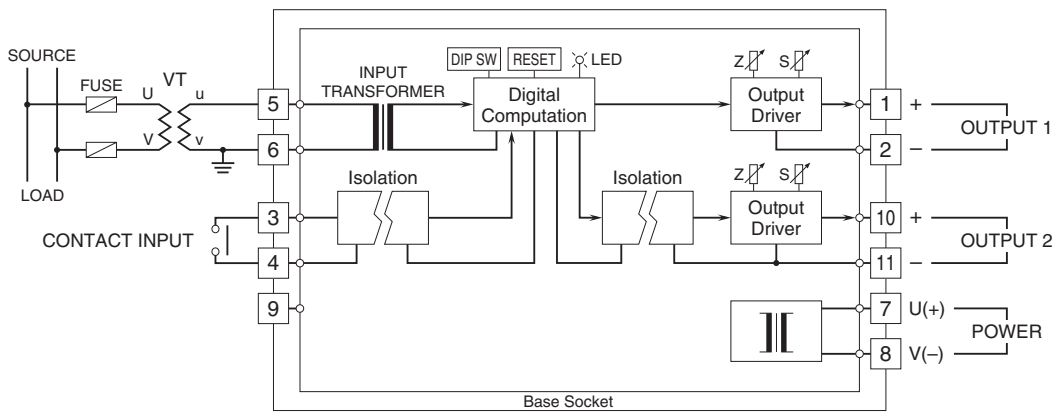 SOURCE
FUSE
VT
U
u
V
v
LOAD
CONTACT INPUT
5
6
3
4
9
INPUT
TRANSFORMER
DIP SW
RESET
LED
Digital
Computation
Isolation
Isolation
Z
S
Output
Driver
Z
S
Output
Driver
1
+
2
–
OUTPUT 1
10
+
11
–
OUTPUT 2
7
U(+)
8
V(–)
POWER
Base Socket